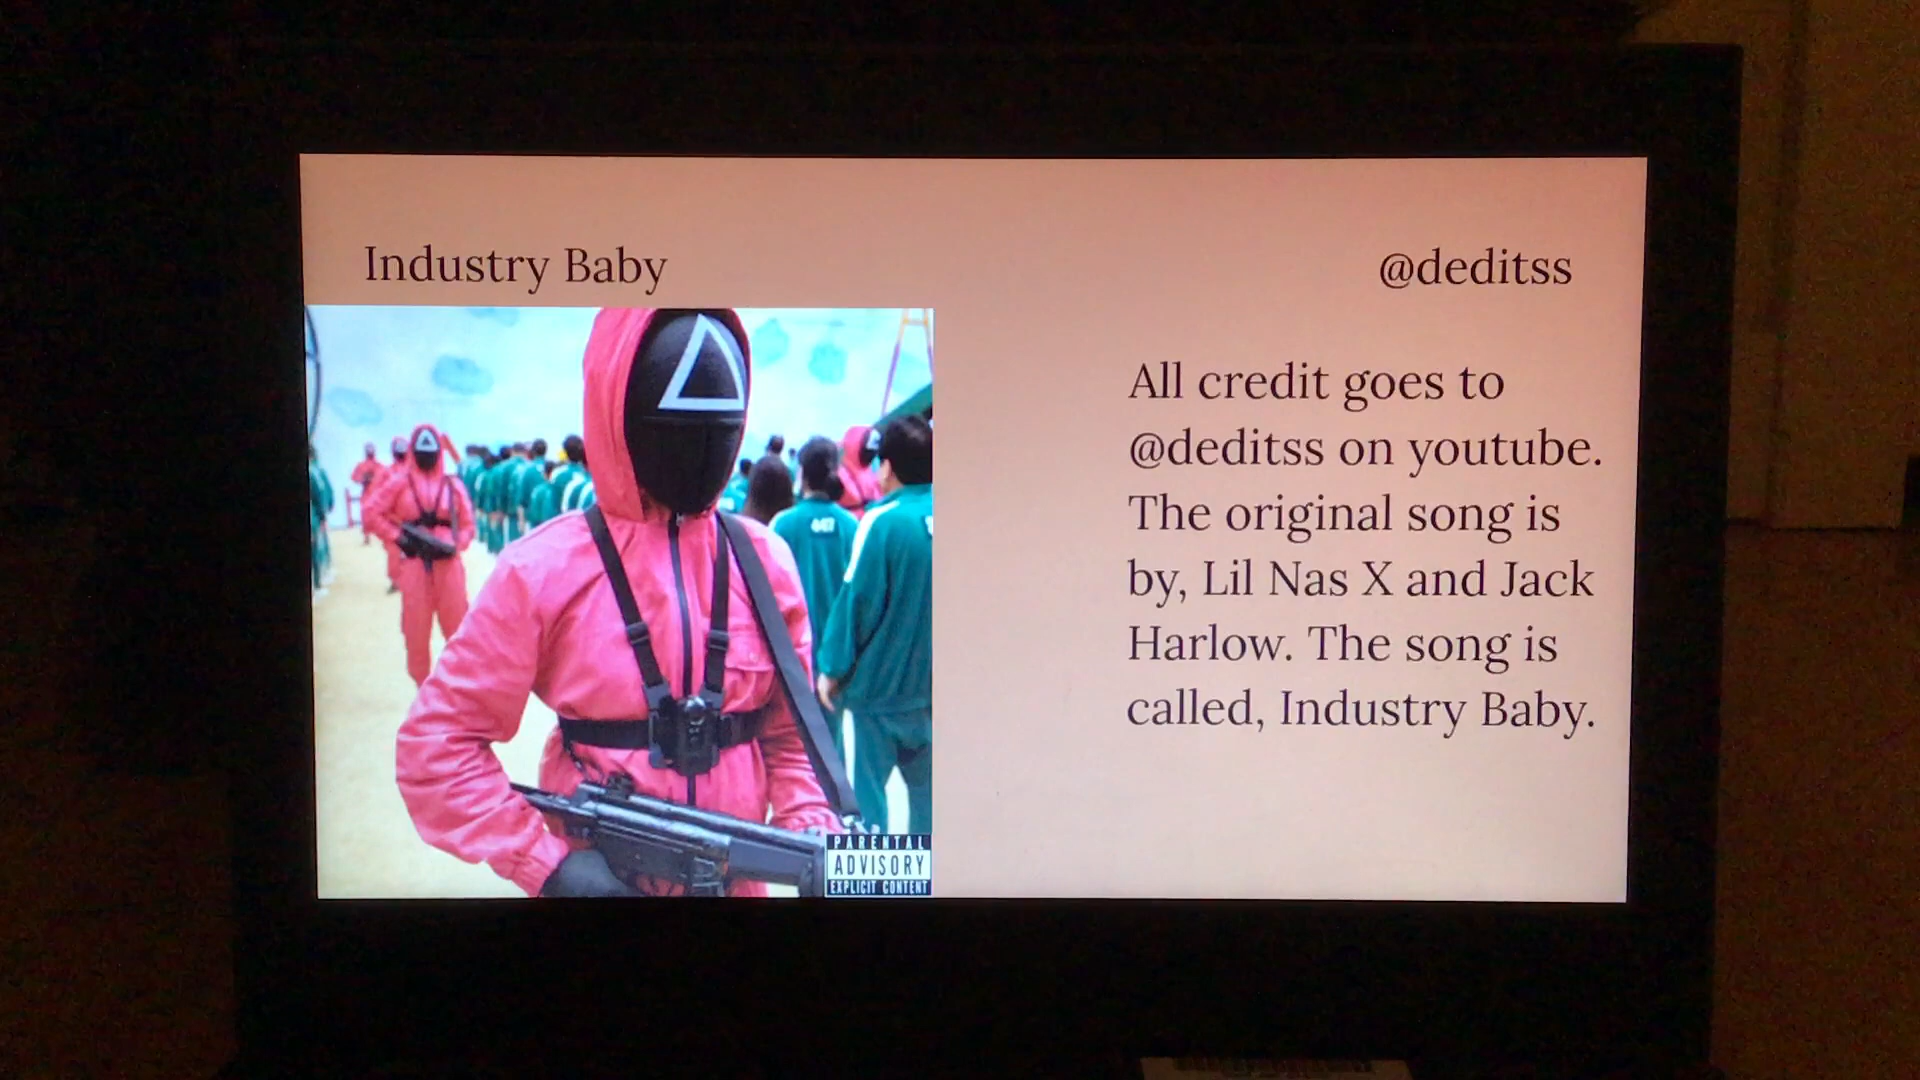 Industry Baby
@deditss
All credit goes to
@deditss on youtube.
The original song is
by, Lil Nas X and Jack
Harlow. The song is
called, Industry Baby.
447
PARENTAL
ADVISORY
EXPLICIT CONTENT